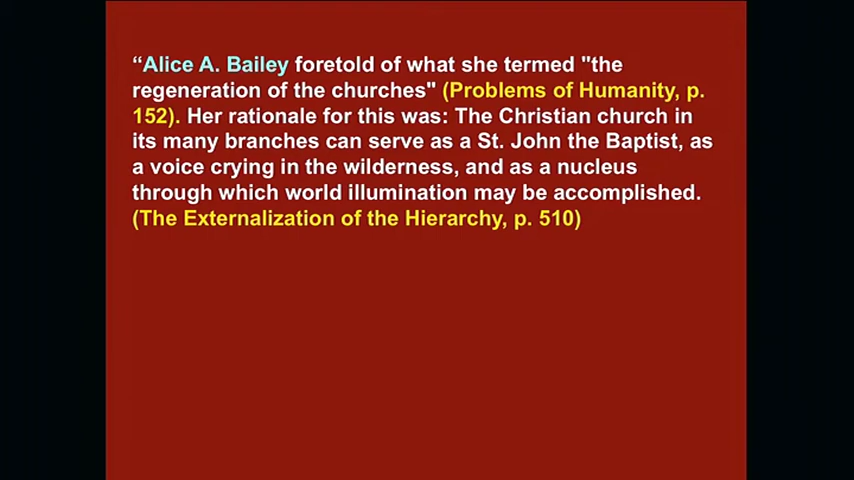 “Alice A. Bailey foretold of what she termed "the
regeneration of the churches" (Problems of Humanity, p.
152). Her rationale for this was: The Christian church in
its many branches can serve as a St. John the Baptist, as
a voice crying in the wilderness, and as a nucleus
through which world illumination may be accomplished.
(The Externalization of the Hierarchy, p. 510)